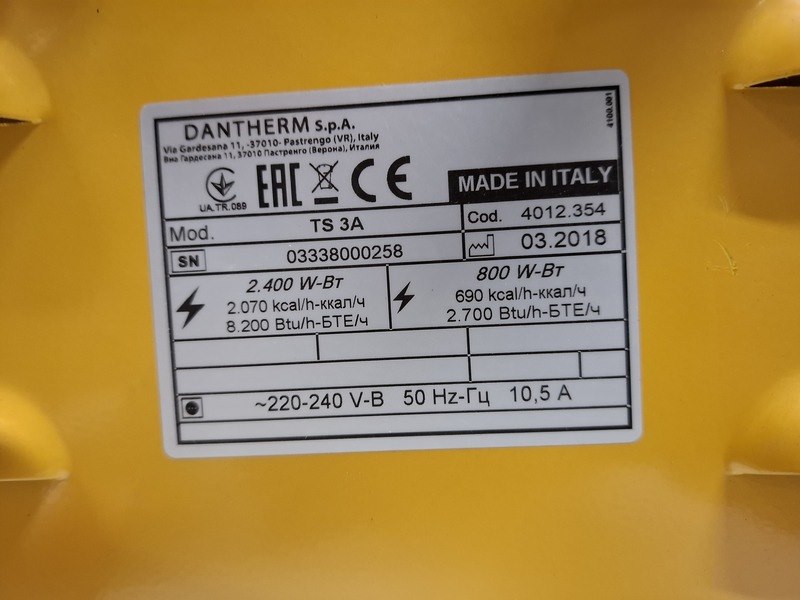 DANTHERM S.p.A.
Via Gardesana 11, -37010- Pastrengo (VR), Italy
Виа Гардесана 11, 37010 Пастренго (Верона), Италия
4100.001
UA.TR.089
EAC
CE
MADE IN ITALY
Mod. TS 3A
Cod. 4012.354
SN 03338000258
03.2018
2.400 W-Вт
2.070 kcal/h-ккал/ч
8.200 Btu/h-БТЕ/ч
800 W-Вт
690 kcal/h-ккал/ч
2.700 Btu/h-БТЕ/ч
~220-240 V-В 50 Hz-Гц 10,5 A